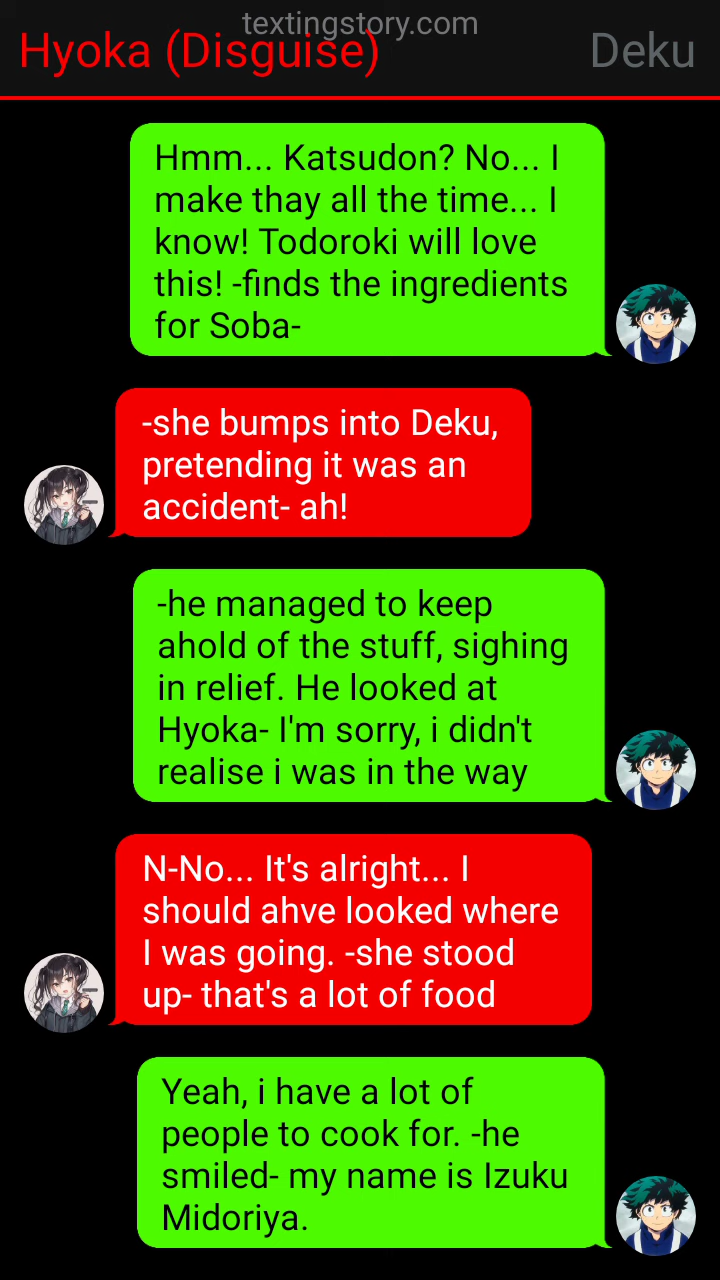 textingstory.com
Hyoka (Disguise)
Deku
Hmm... Katsudon? No... I
make thay all the time... I
know! Todoroki will love
this! -finds the ingredients
for Soba-
-she bumps into Deku,
pretending it was an
accident- ah!
-he managed to keep
ahold of the stuff, sighing
in relief. He looked at
Hyoka- I'm sorry, i didn't
realise i was in the way
N-No... It's alright... I
should ahve looked where
I was going. -she stood
up- that's a lot of food
Yeah, i have a lot of
people to cook for. -he
smiled- my name is Izuku
Midoriya.